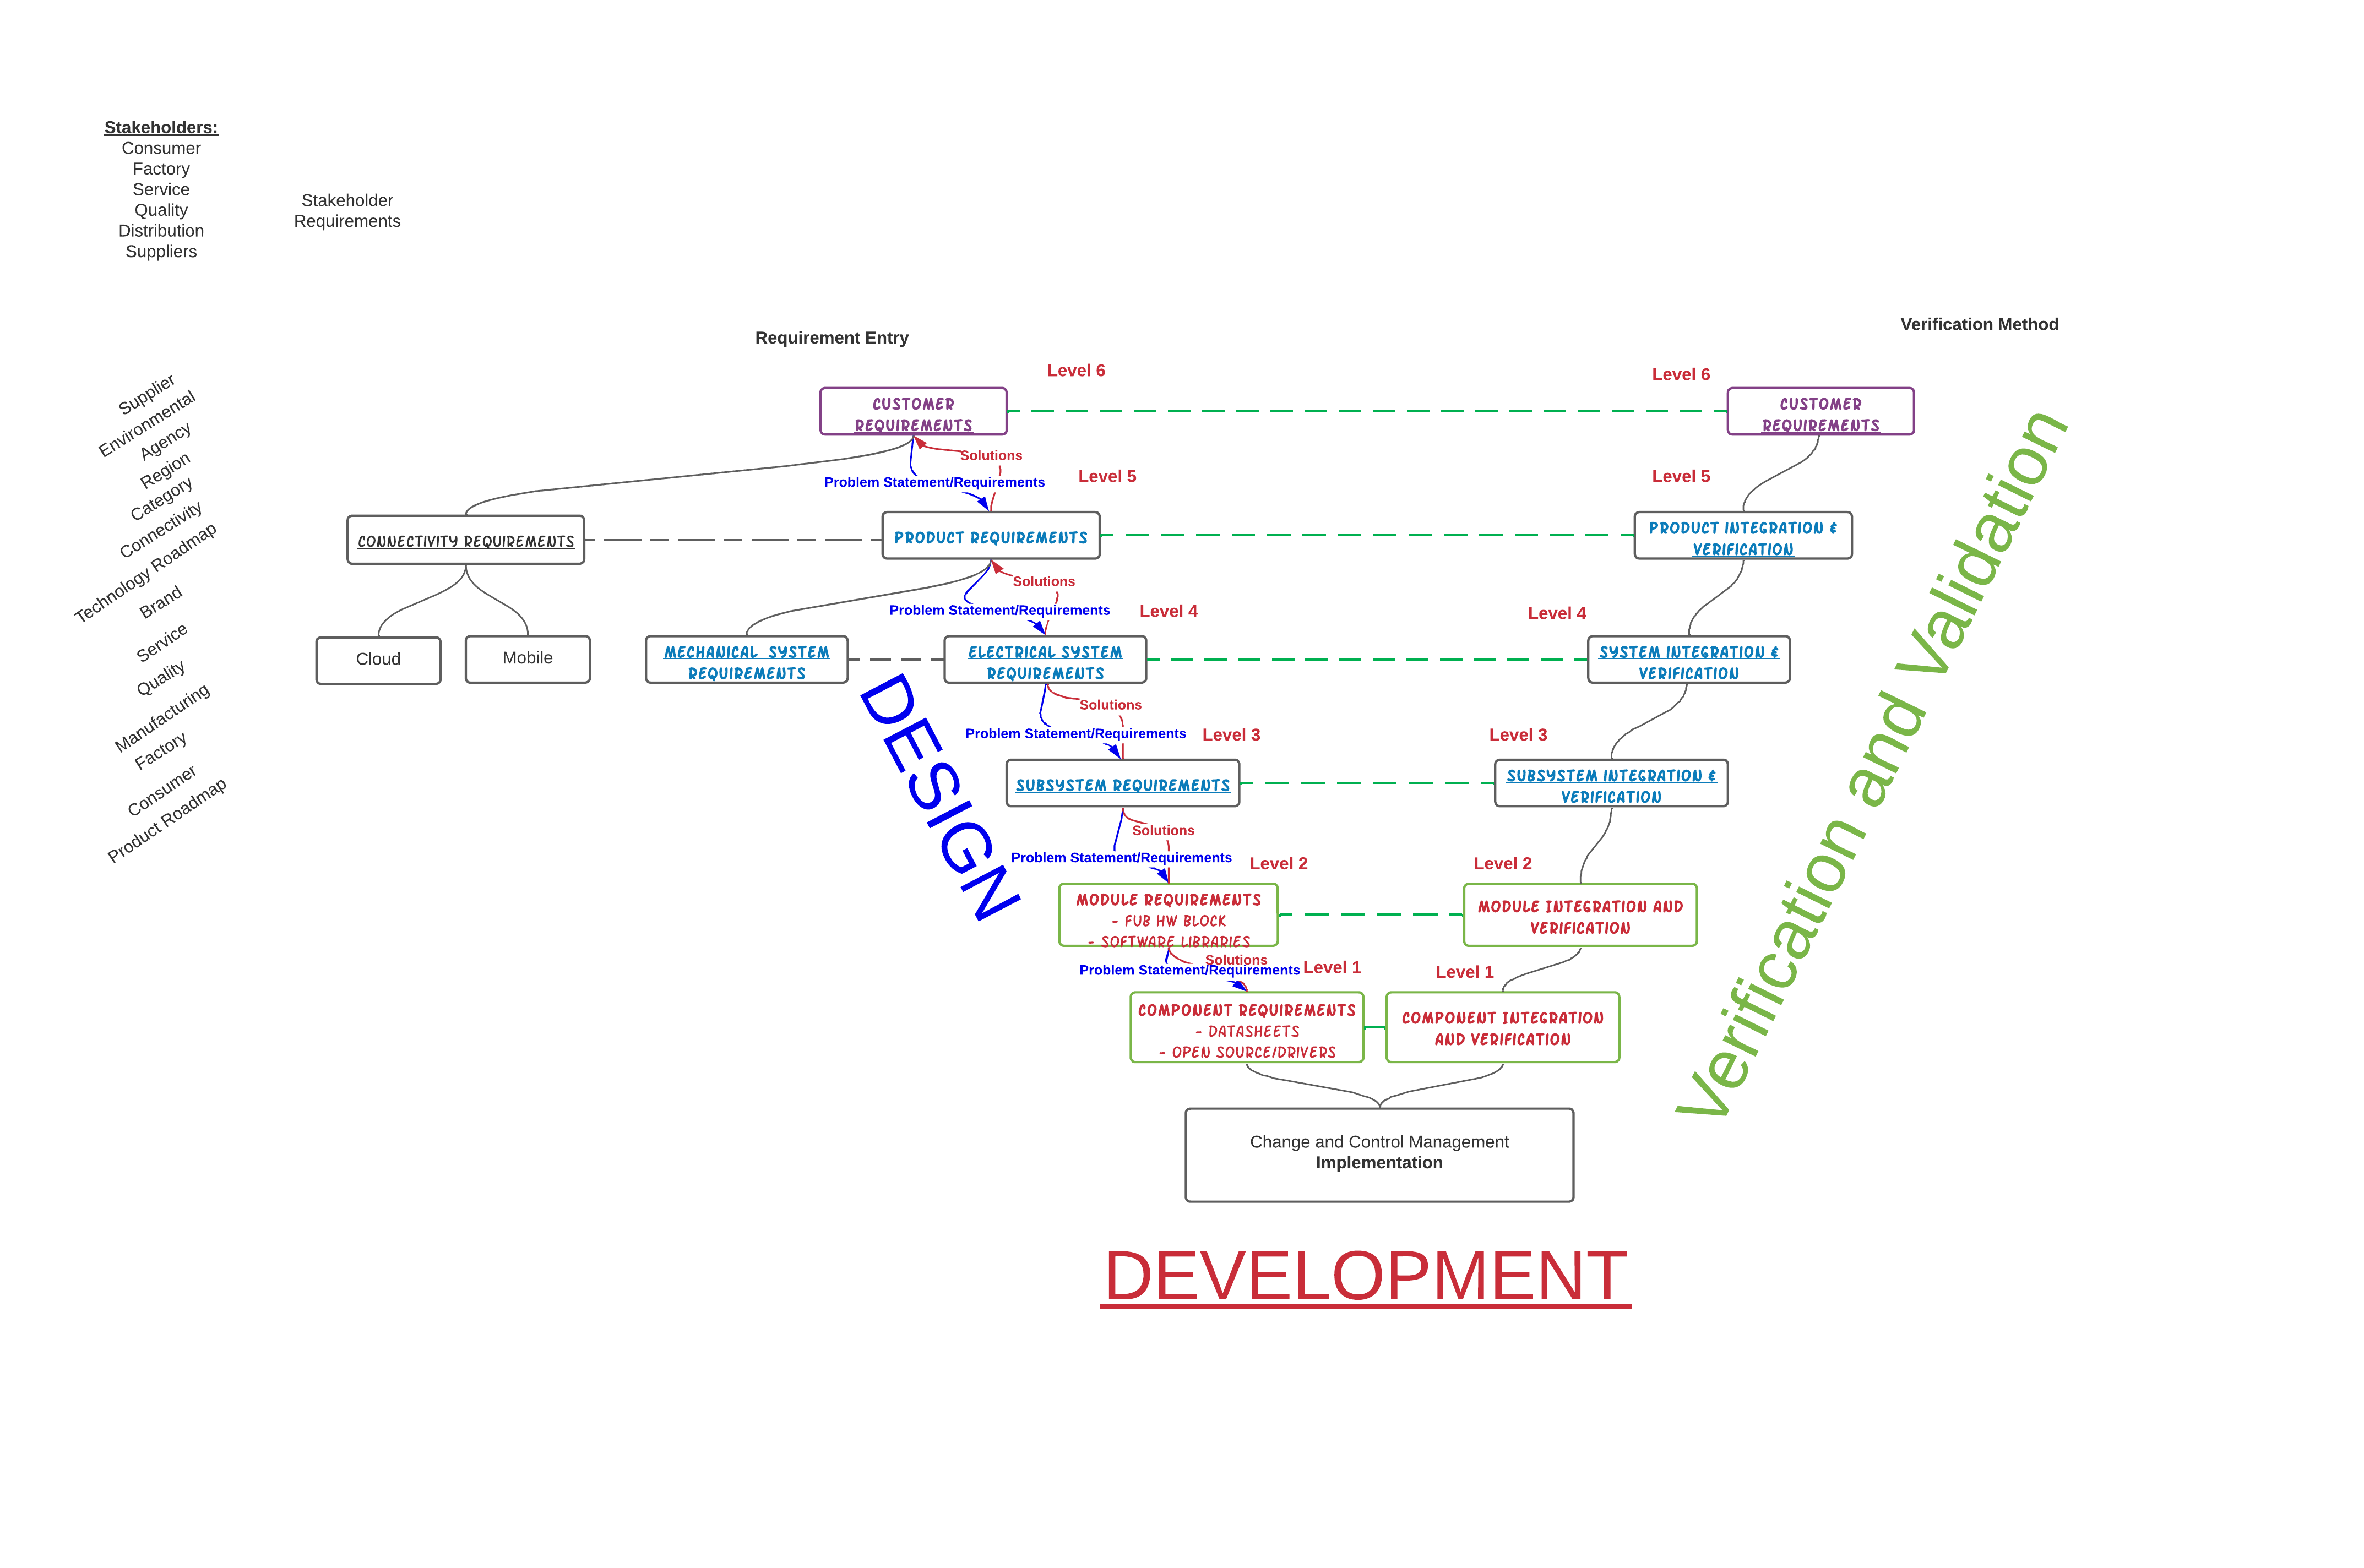 Stakeholders:
Consumer
Factory
Service
Quality
Distribution
Suppliers
Stakeholder
Requirements
Requirement Entry
Verification Method
Supplier
Environmental
Agency
Region
Category
Connectivity
Technology Roadmap
Brand
Service
Quality
Manufacturing
Factory
Consumer
Product Roadmap
Level 6
Level 6
CUSTOMER
REQUIREMENTS
CUSTOMER
REQUIREMENTS
Solutions
Problem Statement/Requirements
Level 5
Level 5
CONNECTIVITY REQUIREMENTS
PRODUCT REQUIREMENTS
PRODUCT INTEGRATION &
VERIFICATION
Solutions
Problem Statement/Requirements
Level 4
Level 4
Cloud
Mobile
MECHANICAL SYSTEM
REQUIREMENTS
ELECTRICAL SYSTEM
REQUIREMENTS
SYSTEM INTEGRATION &
VERIFICATION
Solutions
Problem Statement/Requirements
Level 3
Level 3
SUBSYSTEM REQUIREMENTS
SUBSYSTEM INTEGRATION &
VERIFICATION
Solutions
Problem Statement/Requirements
Level 2
Level 2
MODULE REQUIREMENTS
- FUB HW BLOCK
- SOFTWARE LIBRARIES
MODULE INTEGRATION AND
VERIFICATION
Solutions
Problem Statement/Requirements
Level 1
Level 1
COMPONENT REQUIREMENTS
- DATASHEETS
- OPEN SOURCE/DRIVERS
COMPONENT INTEGRATION
AND VERIFICATION
Change and Control Management
Implementation
DESIGN
Verification and Validation
DEVELOPMENT